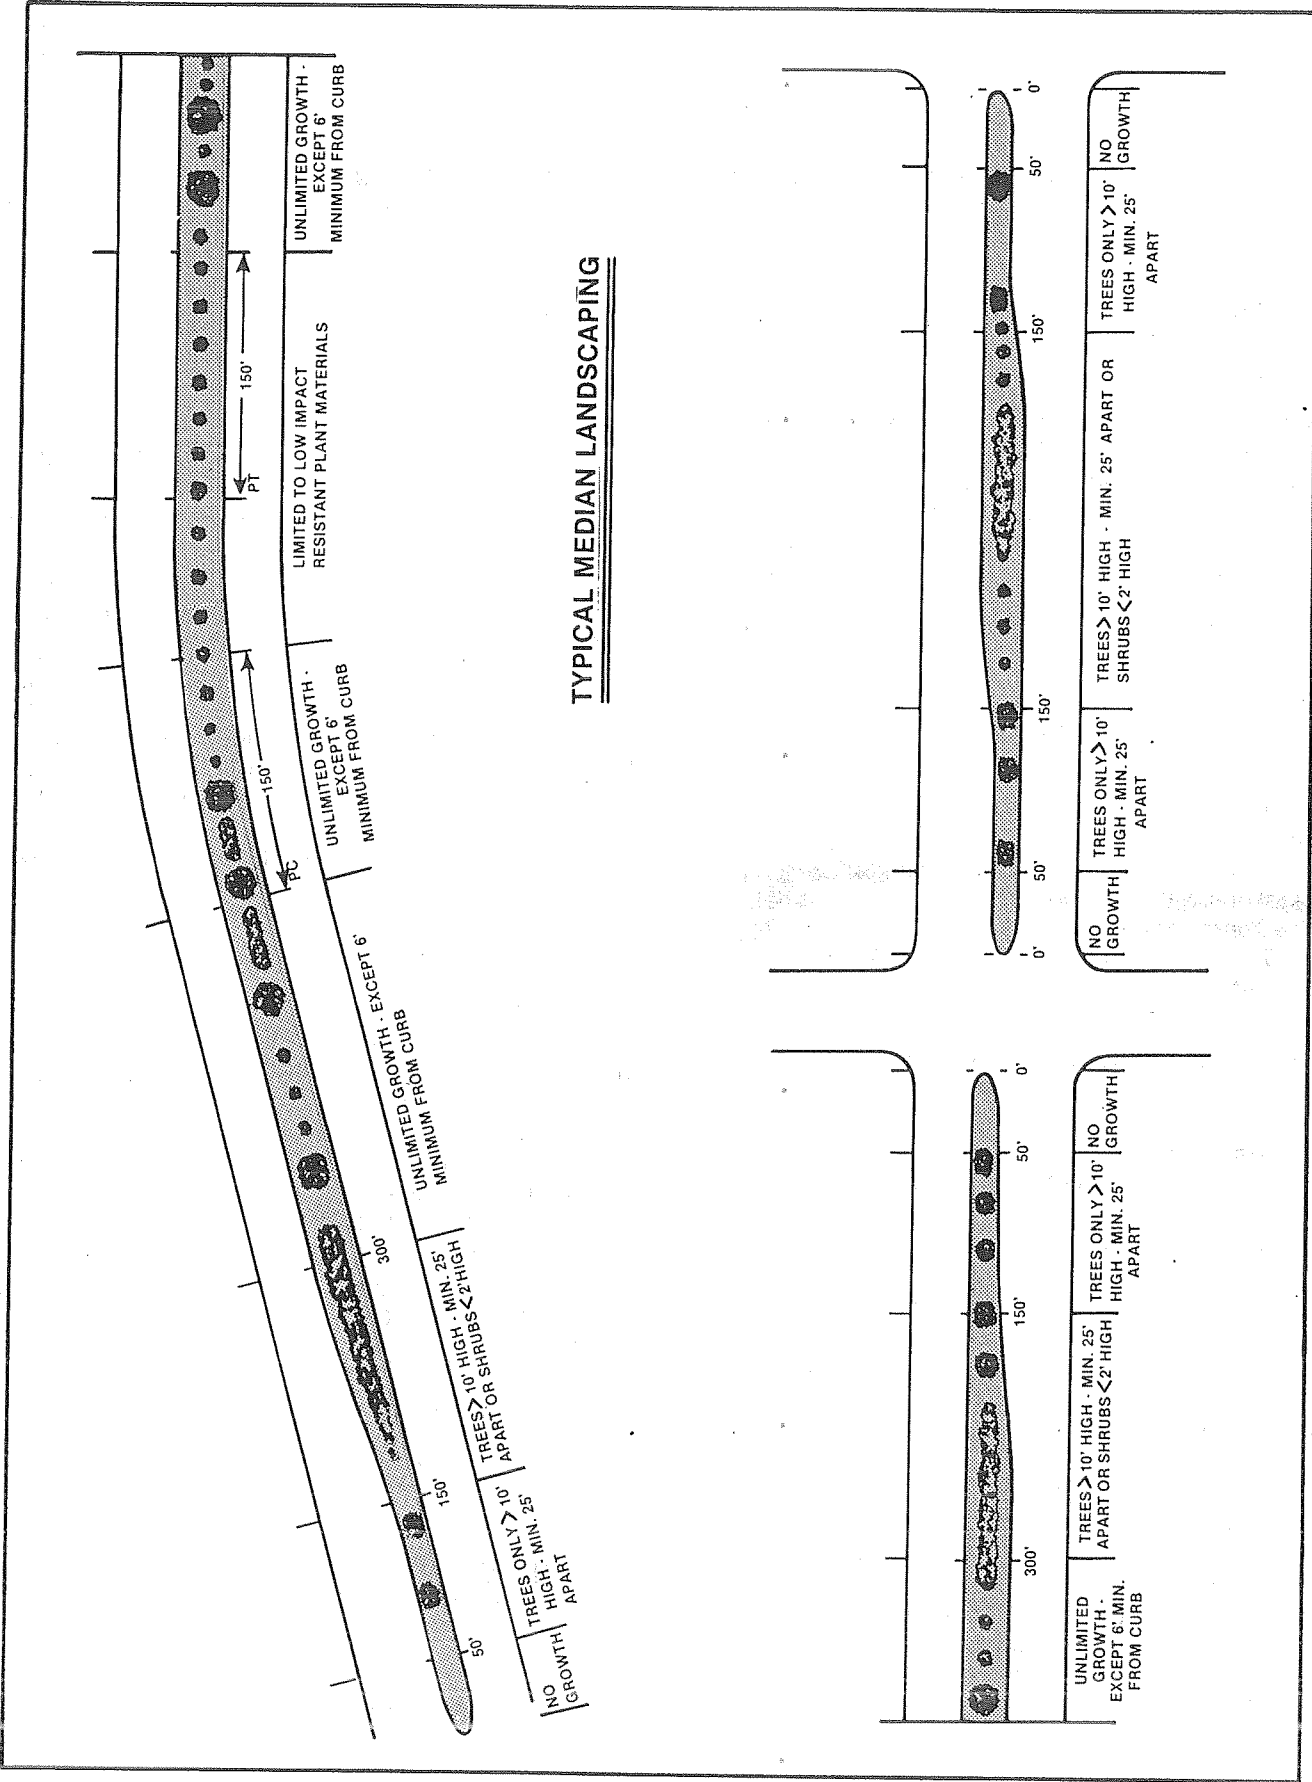 50'
150'
300'
PC
150'
PT
150'
NO
GROWTH
TREES ONLY > 10'
HIGH - MIN. 25'
APART
TREES > 10' HIGH - MIN. 25'
APART OR SHRUBS < 2' HIGH
UNLIMITED GROWTH - EXCEPT 6'
MINIMUM FROM CURB
UNLIMITED GROWTH -
EXCEPT 6'
MINIMUM FROM CURB
LIMITED TO LOW IMPACT
RESISTANT PLANT MATERIALS
UNLIMITED GROWTH -
EXCEPT 6'
MINIMUM FROM CURB
TYPICAL MEDIAN LANDSCAPING
300'
150'
50'
0'
UNLIMITED
GROWTH -
EXCEPT 6' MIN.
FROM CURB
TREES > 10' HIGH - MIN. 25'
APART OR SHRUBS < 2' HIGH
TREES ONLY > 10'
HIGH - MIN. 25'
APART
NO
GROWTH
0'
50'
150'
150'
50'
0'
NO
GROWTH
TREES ONLY > 10'
HIGH - MIN. 25'
APART
TREES > 10' HIGH - MIN. 25' APART OR
SHRUBS < 2' HIGH
TREES ONLY > 10'
HIGH - MIN. 25'
APART
NO
GROWTH